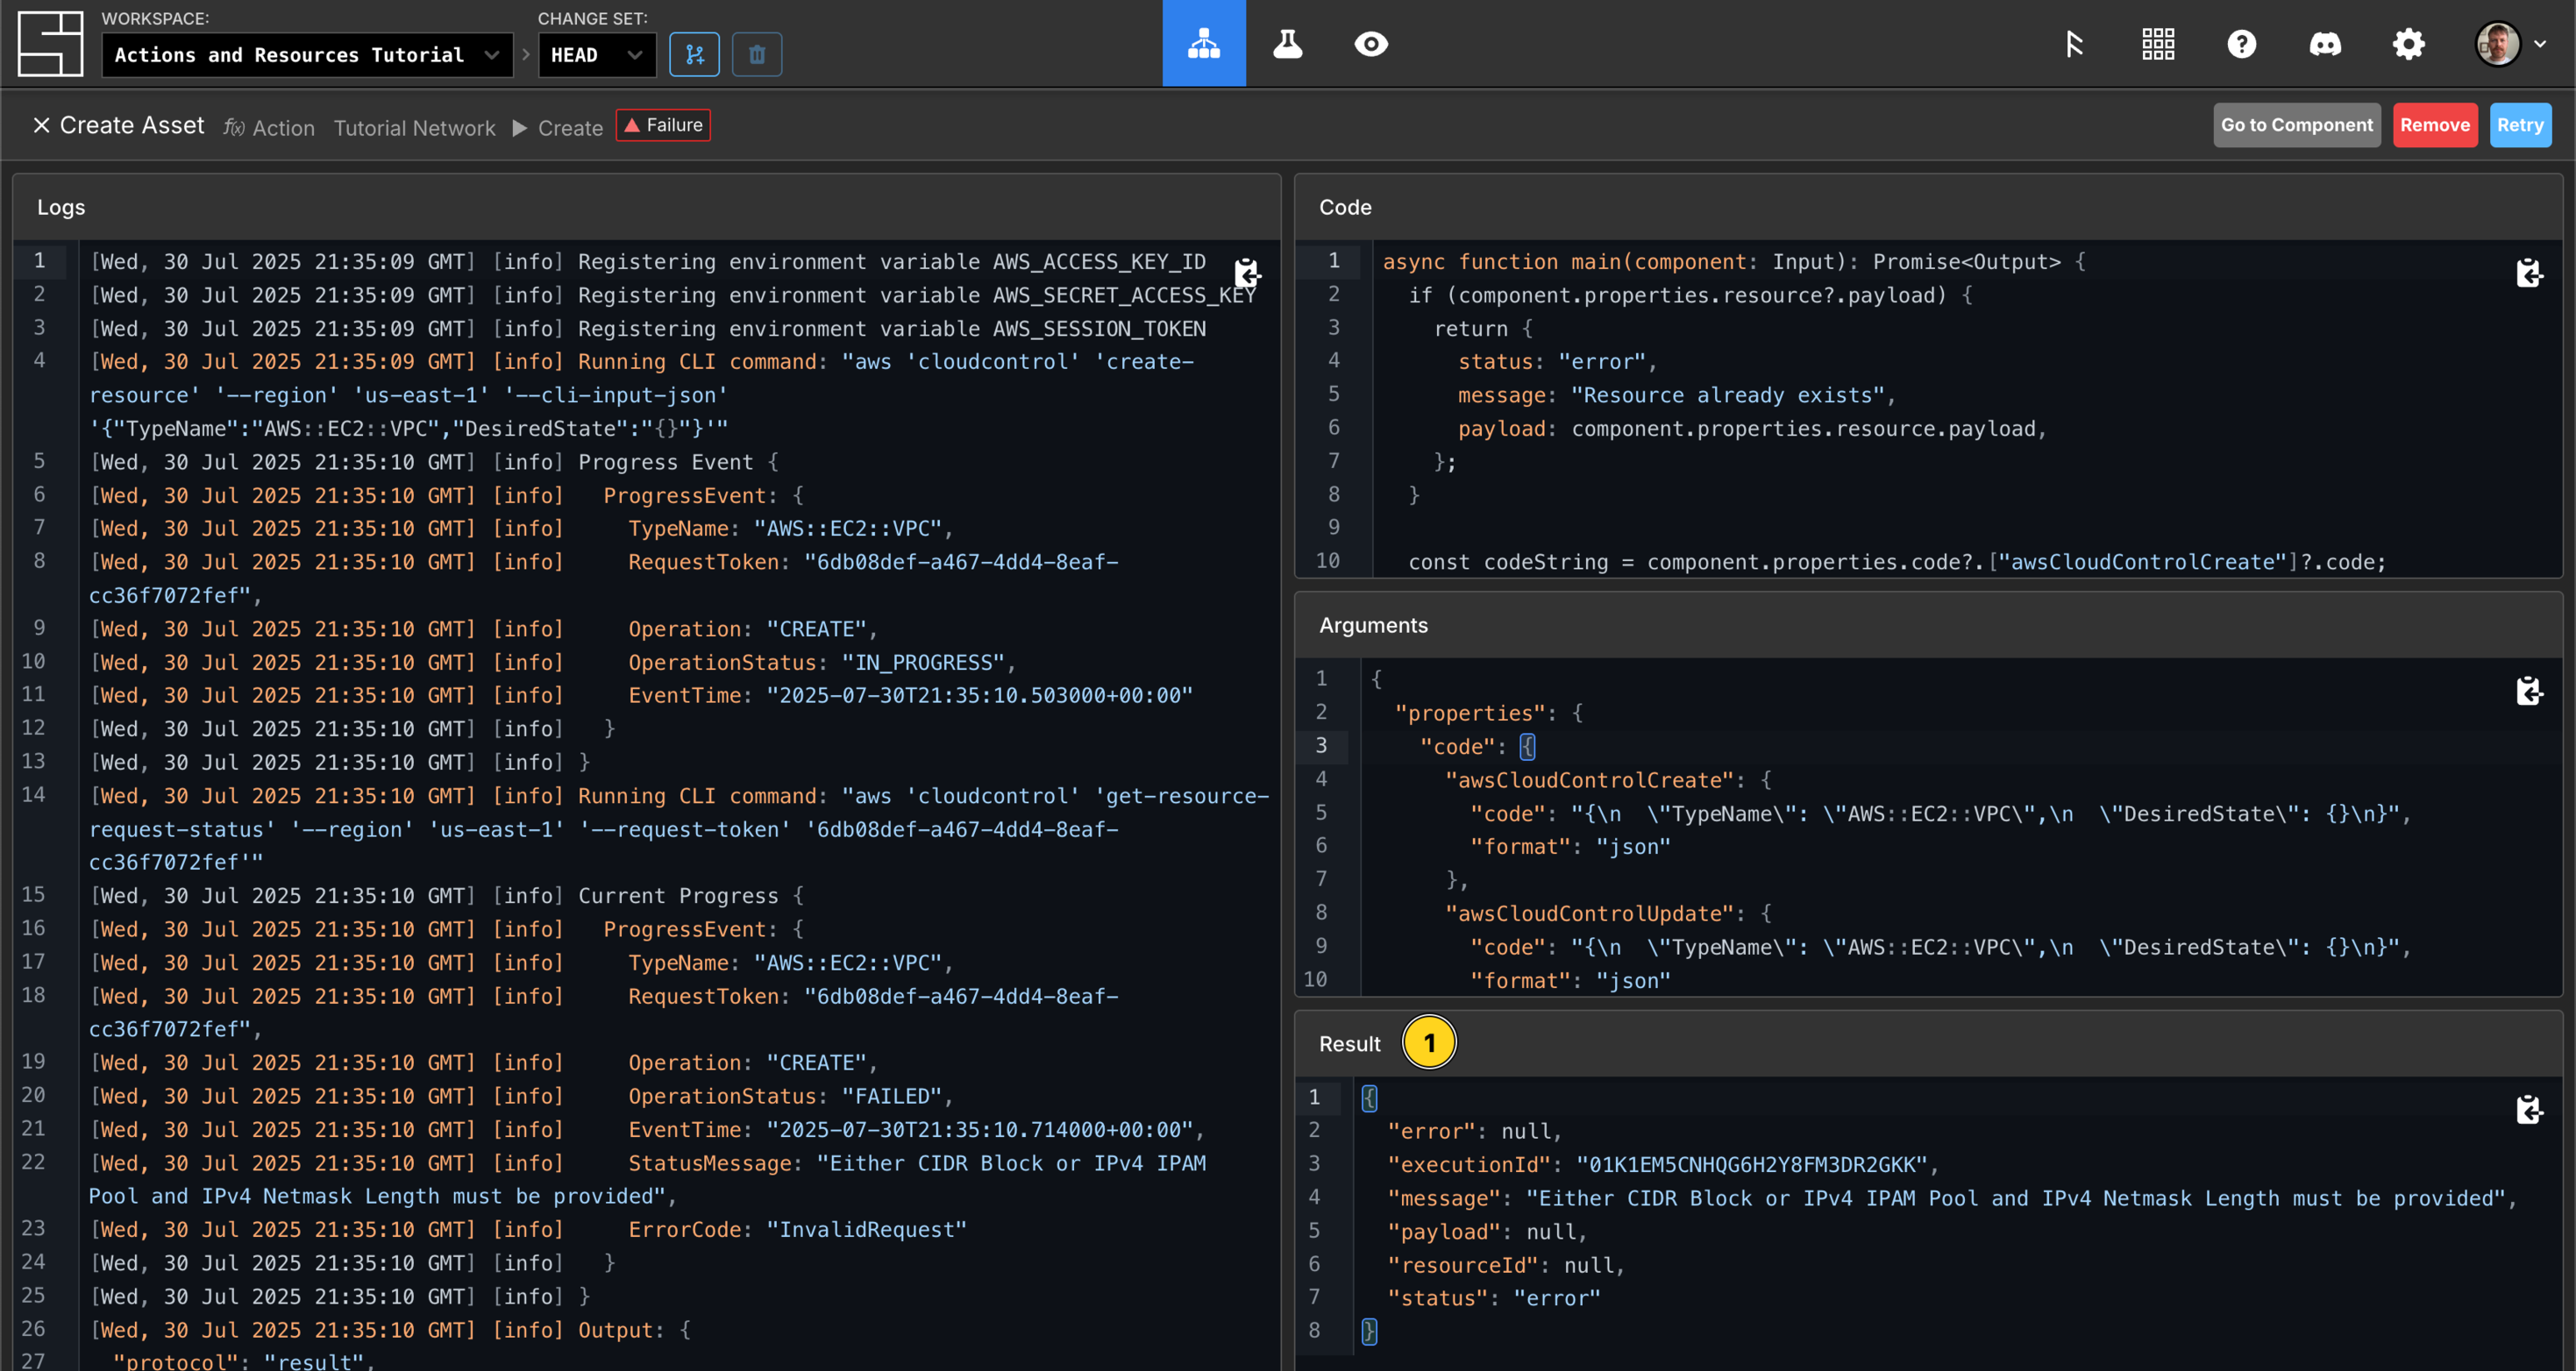 WORKSPACE:
Actions and Resources Tutorial
CHANGE SET:
HEAD
Create Asset f(x) Action Tutorial Network Create Failure
Go to Component Remove Retry
Logs
1 [Wed, 30 Jul 2025 21:35:09 GMT] [info] Registering environment variable AWS_ACCESS_KEY_ID
2 [Wed, 30 Jul 2025 21:35:09 GMT] [info] Registering environment variable AWS_SECRET_ACCESS_KEY
3 [Wed, 30 Jul 2025 21:35:09 GMT] [info] Registering environment variable AWS_SESSION_TOKEN
4 [Wed, 30 Jul 2025 21:35:09 GMT] [info] Running CLI command: "aws 'cloudcontrol' 'create-
resource' '--region' 'us-east-1' '--cli-input-json'
'{"TypeName":"AWS::EC2::VPC","DesiredState":"{}"}'"
5 [Wed, 30 Jul 2025 21:35:10 GMT] [info] Progress Event {
6 [Wed, 30 Jul 2025 21:35:10 GMT] [info]   ProgressEvent: {
7 [Wed, 30 Jul 2025 21:35:10 GMT] [info]     TypeName: "AWS::EC2::VPC",
8 [Wed, 30 Jul 2025 21:35:10 GMT] [info]     RequestToken: "6db08def-a467-4dd4-8eaf-
cc36f7072fef",
9 [Wed, 30 Jul 2025 21:35:10 GMT] [info]     Operation: "CREATE",
10 [Wed, 30 Jul 2025 21:35:10 GMT] [info]     OperationStatus: "IN_PROGRESS",
11 [Wed, 30 Jul 2025 21:35:10 GMT] [info]     EventTime: "2025-07-30T21:35:10.503000+00:00"
12 [Wed, 30 Jul 2025 21:35:10 GMT] [info]   }
13 [Wed, 30 Jul 2025 21:35:10 GMT] [info] }
14 [Wed, 30 Jul 2025 21:35:10 GMT] [info] Running CLI command: "aws 'cloudcontrol' 'get-resource-
request-status' '--region' 'us-east-1' '--request-token' '6db08def-a467-4dd4-8eaf-
cc36f7072fef'"
15 [Wed, 30 Jul 2025 21:35:10 GMT] [info] Current Progress {
16 [Wed, 30 Jul 2025 21:35:10 GMT] [info]   ProgressEvent: {
17 [Wed, 30 Jul 2025 21:35:10 GMT] [info]     TypeName: "AWS::EC2::VPC",
18 [Wed, 30 Jul 2025 21:35:10 GMT] [info]     RequestToken: "6db08def-a467-4dd4-8eaf-
cc36f7072fef",
19 [Wed, 30 Jul 2025 21:35:10 GMT] [info]     Operation: "CREATE",
20 [Wed, 30 Jul 2025 21:35:10 GMT] [info]     OperationStatus: "FAILED",
21 [Wed, 30 Jul 2025 21:35:10 GMT] [info]     EventTime: "2025-07-30T21:35:10.714000+00:00",
22 [Wed, 30 Jul 2025 21:35:10 GMT] [info]     StatusMessage: "Either CIDR Block or IPv4 IPAM
Pool and IPv4 Netmask Length must be provided",
23 [Wed, 30 Jul 2025 21:35:10 GMT] [info]     ErrorCode: "InvalidRequest"
24 [Wed, 30 Jul 2025 21:35:10 GMT] [info]   }
25 [Wed, 30 Jul 2025 21:35:10 GMT] [info] }
26 [Wed, 30 Jul 2025 21:35:10 GMT] [info] Output: {
27   "protocol": "result",
Code
1 async function main(component: Input): Promise<Output> {
2   if (component.properties.resource?.payload) {
3     return {
4       status: "error",
5       message: "Resource already exists",
6       payload: component.properties.resource.payload,
7     };
8   }
9
10   const codeString = component.properties.code?.["awsCloudControlCreate"]?.code;
Arguments
1 {
2   "properties": {
3     "code": {
4       "awsCloudControlCreate": {
5         "code": "{\n  \"TypeName\": \"AWS::EC2::VPC\",\n  \"DesiredState\": {}\n}",
6         "format": "json"
7       },
8       "awsCloudControlUpdate": {
9         "code": "{\n  \"TypeName\": \"AWS::EC2::VPC\",\n  \"DesiredState\": {}\n}",
10         "format": "json"
Result 1
1 {
2   "error": null,
3   "executionId": "01K1EM5CNHQG6H2Y8FM3DR2GKK",
4   "message": "Either CIDR Block or IPv4 IPAM Pool and IPv4 Netmask Length must be provided",
5   "payload": null,
6   "resourceId": null,
7   "status": "error"
8 }